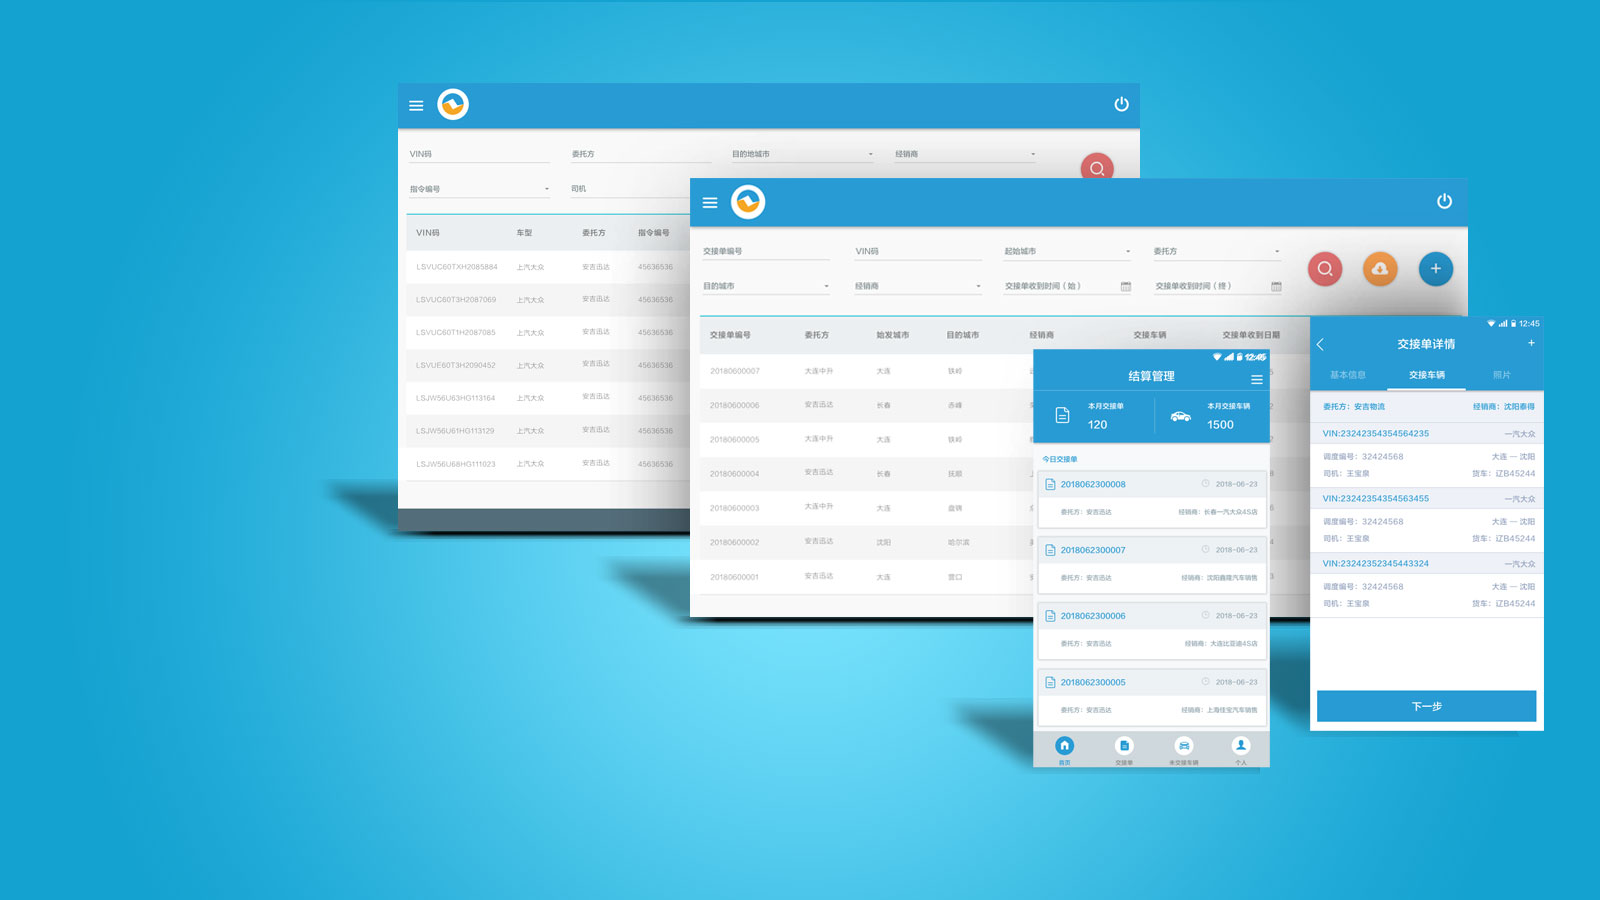 VIN码 委托方 目的地城市 经销商
指令编号 司机
VIN码 车型 委托方 指令编号
LSVUC60TXH2085884 上汽大众 安吉迅达 45636536
LSVUC60T3H2087069 上汽大众 安吉迅达 45636536
LSVUC60T1H2087085 上汽大众 安吉迅达 45636536
LSVUE60T3H2090452 上汽大众 安吉迅达 45636536
LSJW56U63HG113164 上汽大众 安吉迅达 45636536
LSJW56U61HG113129 上汽大众 安吉迅达 45636536
LSJW56U68HG111023 上汽大众 安吉迅达 45636536
交接单编号 VIN码 起始城市 委托方
目的城市 经销商 交接单收到时间（始） 交接单收到时间（终）
交接单编号 委托方 始发城市 目的城市 经销商 交接车辆 交接单收到日期
20180600007 大连中升 大连 铁岭
20180600006 安吉迅达 长春 赤峰
20180600005 大连中升 大连 铁岭
20180600004 安吉迅达 长春 抚顺
20180600003 大连中升 大连 盘锦
20180600002 安吉迅达 沈阳 哈尔滨
20180600001 安吉迅达 大连 营口
12:45
结算管理
本月交接单 本月交接车辆
120 1500
今日交接单
2018062300008 2018-06-23
委托方：安吉迅达 经销商：长春一汽大众4S店
2018062300007 2018-06-23
委托方：安吉迅达 经销商：沈阳鑫隆汽车销售
2018062300006 2018-06-23
委托方：安吉迅达 经销商：大连比亚迪4S店
2018062300005 2018-06-23
委托方：安吉迅达 经销商：上海佳宝汽车销售
首页 交接单 未交接车辆 个人
12:45
交接单详情 +
基本信息 交接车辆 照片
委托方：安吉物流 经销商：沈阳泰得
VIN:23242354354564235 一汽大众
调度编号：32424568 大连 — 沈阳
司机：王宝泉 货车：辽B45244
VIN:23242354354563455 一汽大众
调度编号：32424568 大连 — 沈阳
司机：王宝泉 货车：辽B45244
VIN:23242352345443324 一汽大众
调度编号：32424568 大连 — 沈阳
司机：王宝泉 货车：辽B45244
下一步